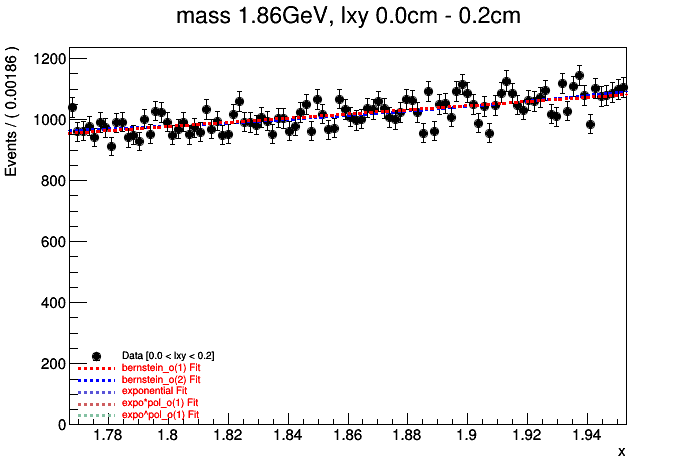 mass 1.86GeV, lxy 0.0cm - 0.2cm
Events / ( 0.00186 )
1200
1000
800
600
400
200
0
Data [0.0 < lxy < 0.2]
bernstein_o(1) Fit
bernstein_o(2) Fit
exponential Fit
expo*pol_o(1) Fit
expo^pol_o(1) Fit
1.78 1.8 1.82 1.84 1.86 1.88 1.9 1.92 1.94
x